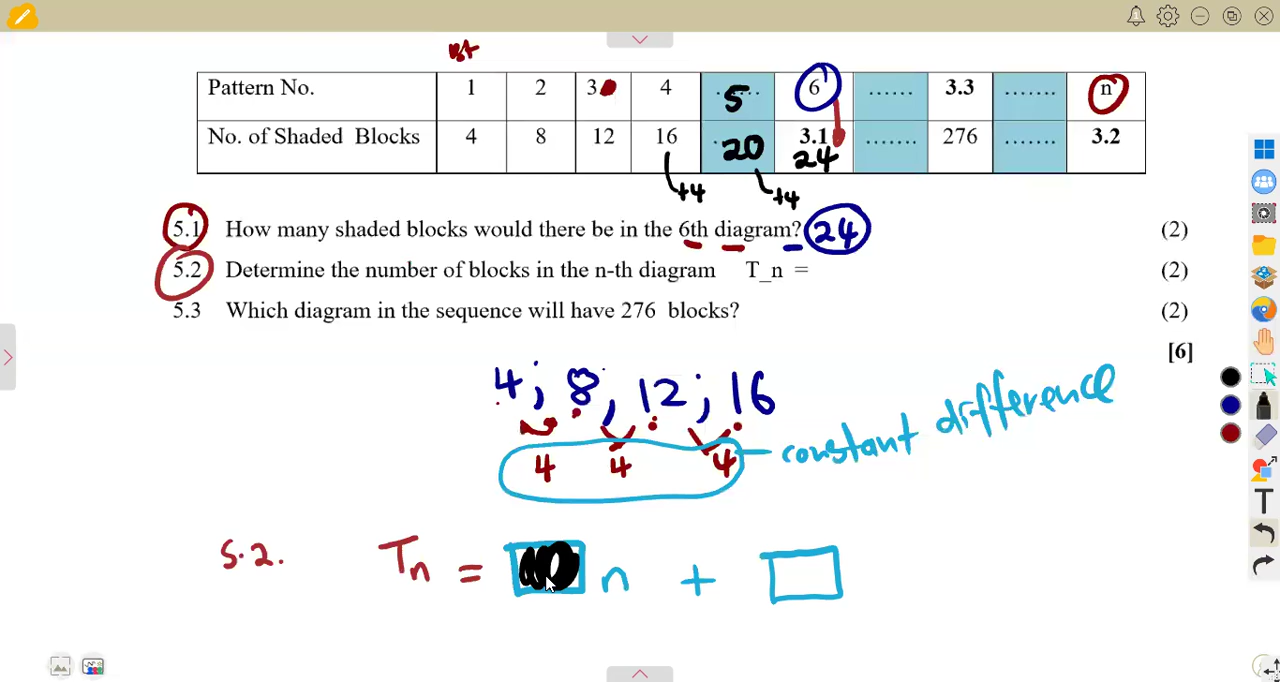 1st
Pattern No. 1 2 3 4 ...... 5 6 ...... 3.3 ....... n
No. of Shaded Blocks 4 8 12 16 20 3.1 ....... 276 ....... 3.2
24
+4 +4
5.1 How many shaded blocks would there be in the 6th diagram? 24 (2)
5.2 Determine the number of blocks in the n-th diagram T_n = (2)
5.3 Which diagram in the sequence will have 276 blocks? (2)
[6]
4; 8, 12; 16
4 4 4 constant difference
5.2. Tn = n +